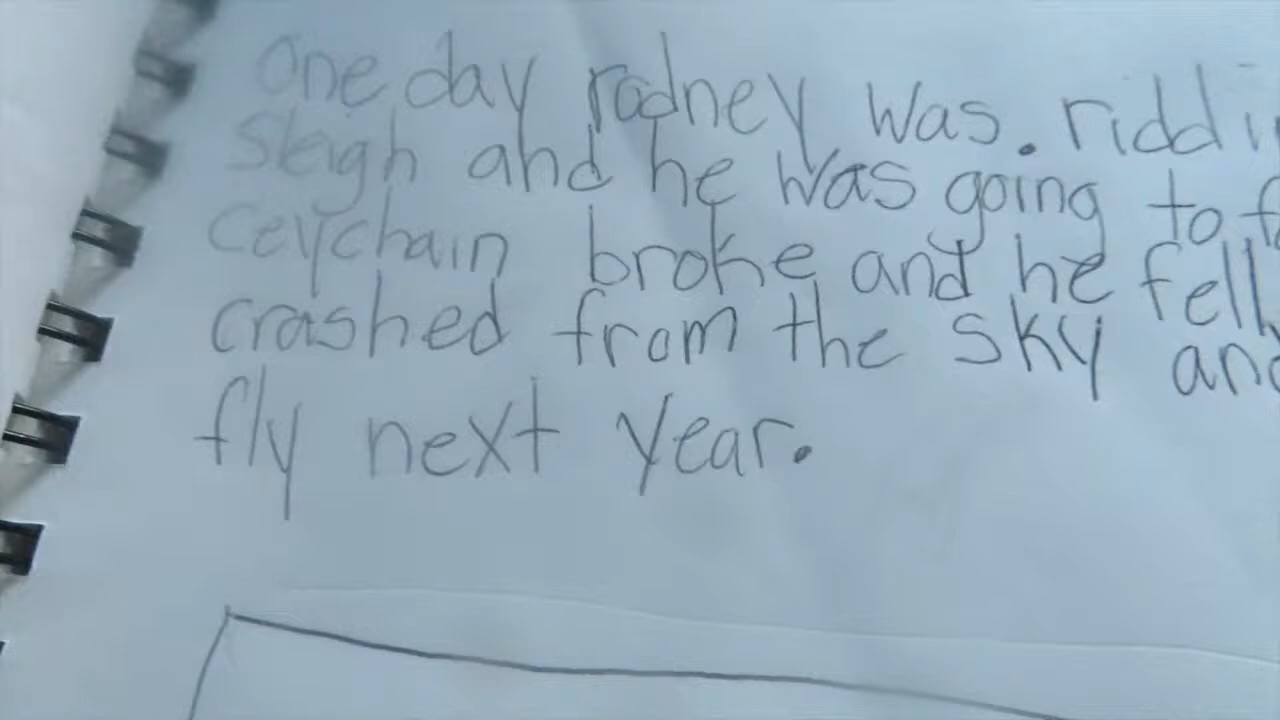 One day rodney was. riddi
Sleigh and he was going to f
ceychain broke and he fell
crashed from the sky and
fly next year.